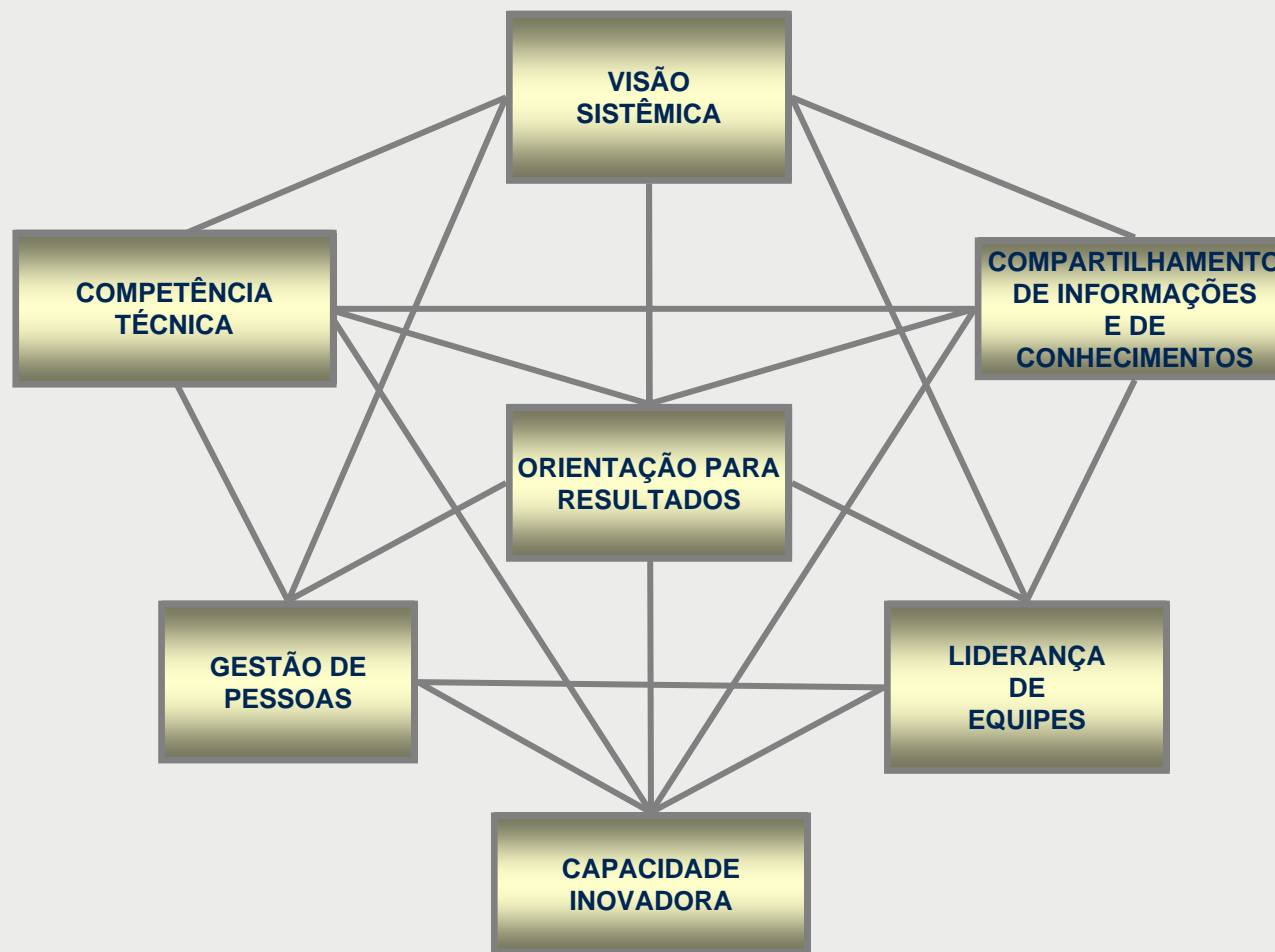 VISÃO
SISTÊMICA
COMPETÊNCIA
TÉCNICA
COMPARTILHAMENTO
DE INFORMAÇÕES
E DE
CONHECIMENTOS
ORIENTAÇÃO PARA
RESULTADOS
GESTÃO DE
PESSOAS
LIDERANÇA
DE
EQUIPES
CAPACIDADE
INOVADORA